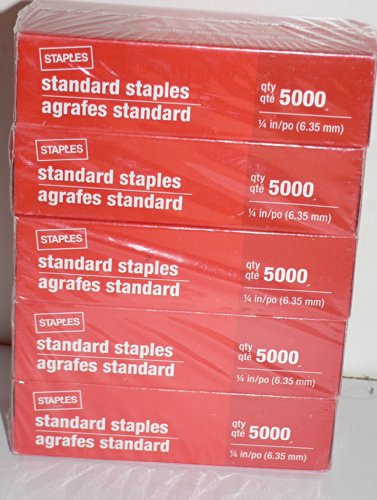 STAPLES
standard staples
agrafes standard
qty
qté 5000
¼ in/po (6.35 mm)
STAPLES
standard staples
agrafes standard
qty
qté 5000
¼ in/po (6.35 mm)
STAPLES
standard staples
agrafes standard
qty
qté 5000
¼ in/po (6.35 mm)
STAPLES
standard staples
agrafes standard
qty
qté 5000
¼ in/po (6.35 mm)
STAPLES
standard staples
agrafes standard
qty
qté 5000
¼ in/po (6.35 mm)